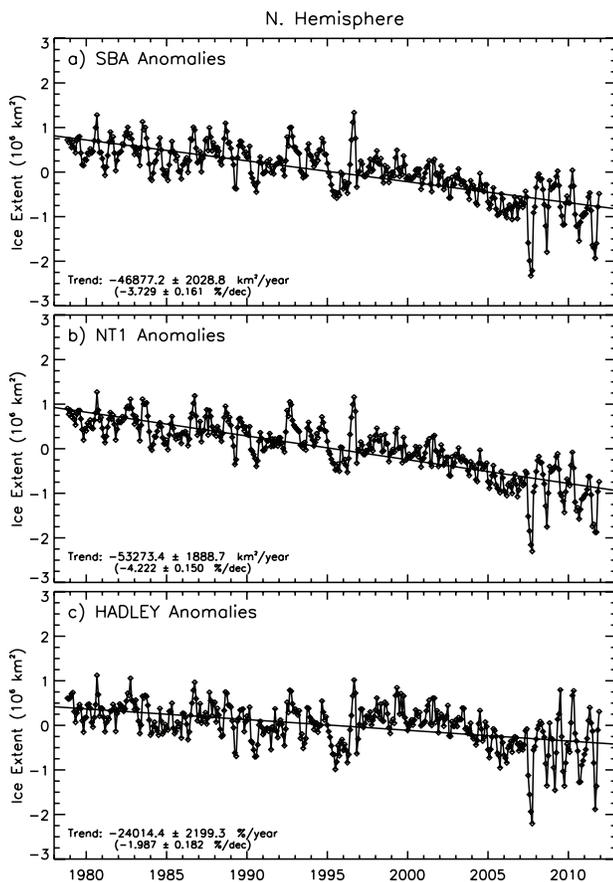 N. Hemisphere
3
a) SBA Anomalies
2
1
0
-1
-2
-3
Ice Extent (10⁶ km²)
Trend: -46877.2 ± 2028.8 km²/year
(-3.729 ± 0.161 %/dec)
3
b) NT1 Anomalies
2
1
0
-1
-2
-3
Ice Extent (10⁶ km²)
Trend: -53273.4 ± 1888.7 km²/year
(-4.222 ± 0.150 %/dec)
3
c) HADLEY Anomalies
2
1
0
-1
-2
-3
Ice Extent (10⁶ km²)
Trend: -24014.4 ± 2199.3 %/year
(-1.987 ± 0.182 %/dec)
1980 1985 1990 1995 2000 2005 2010